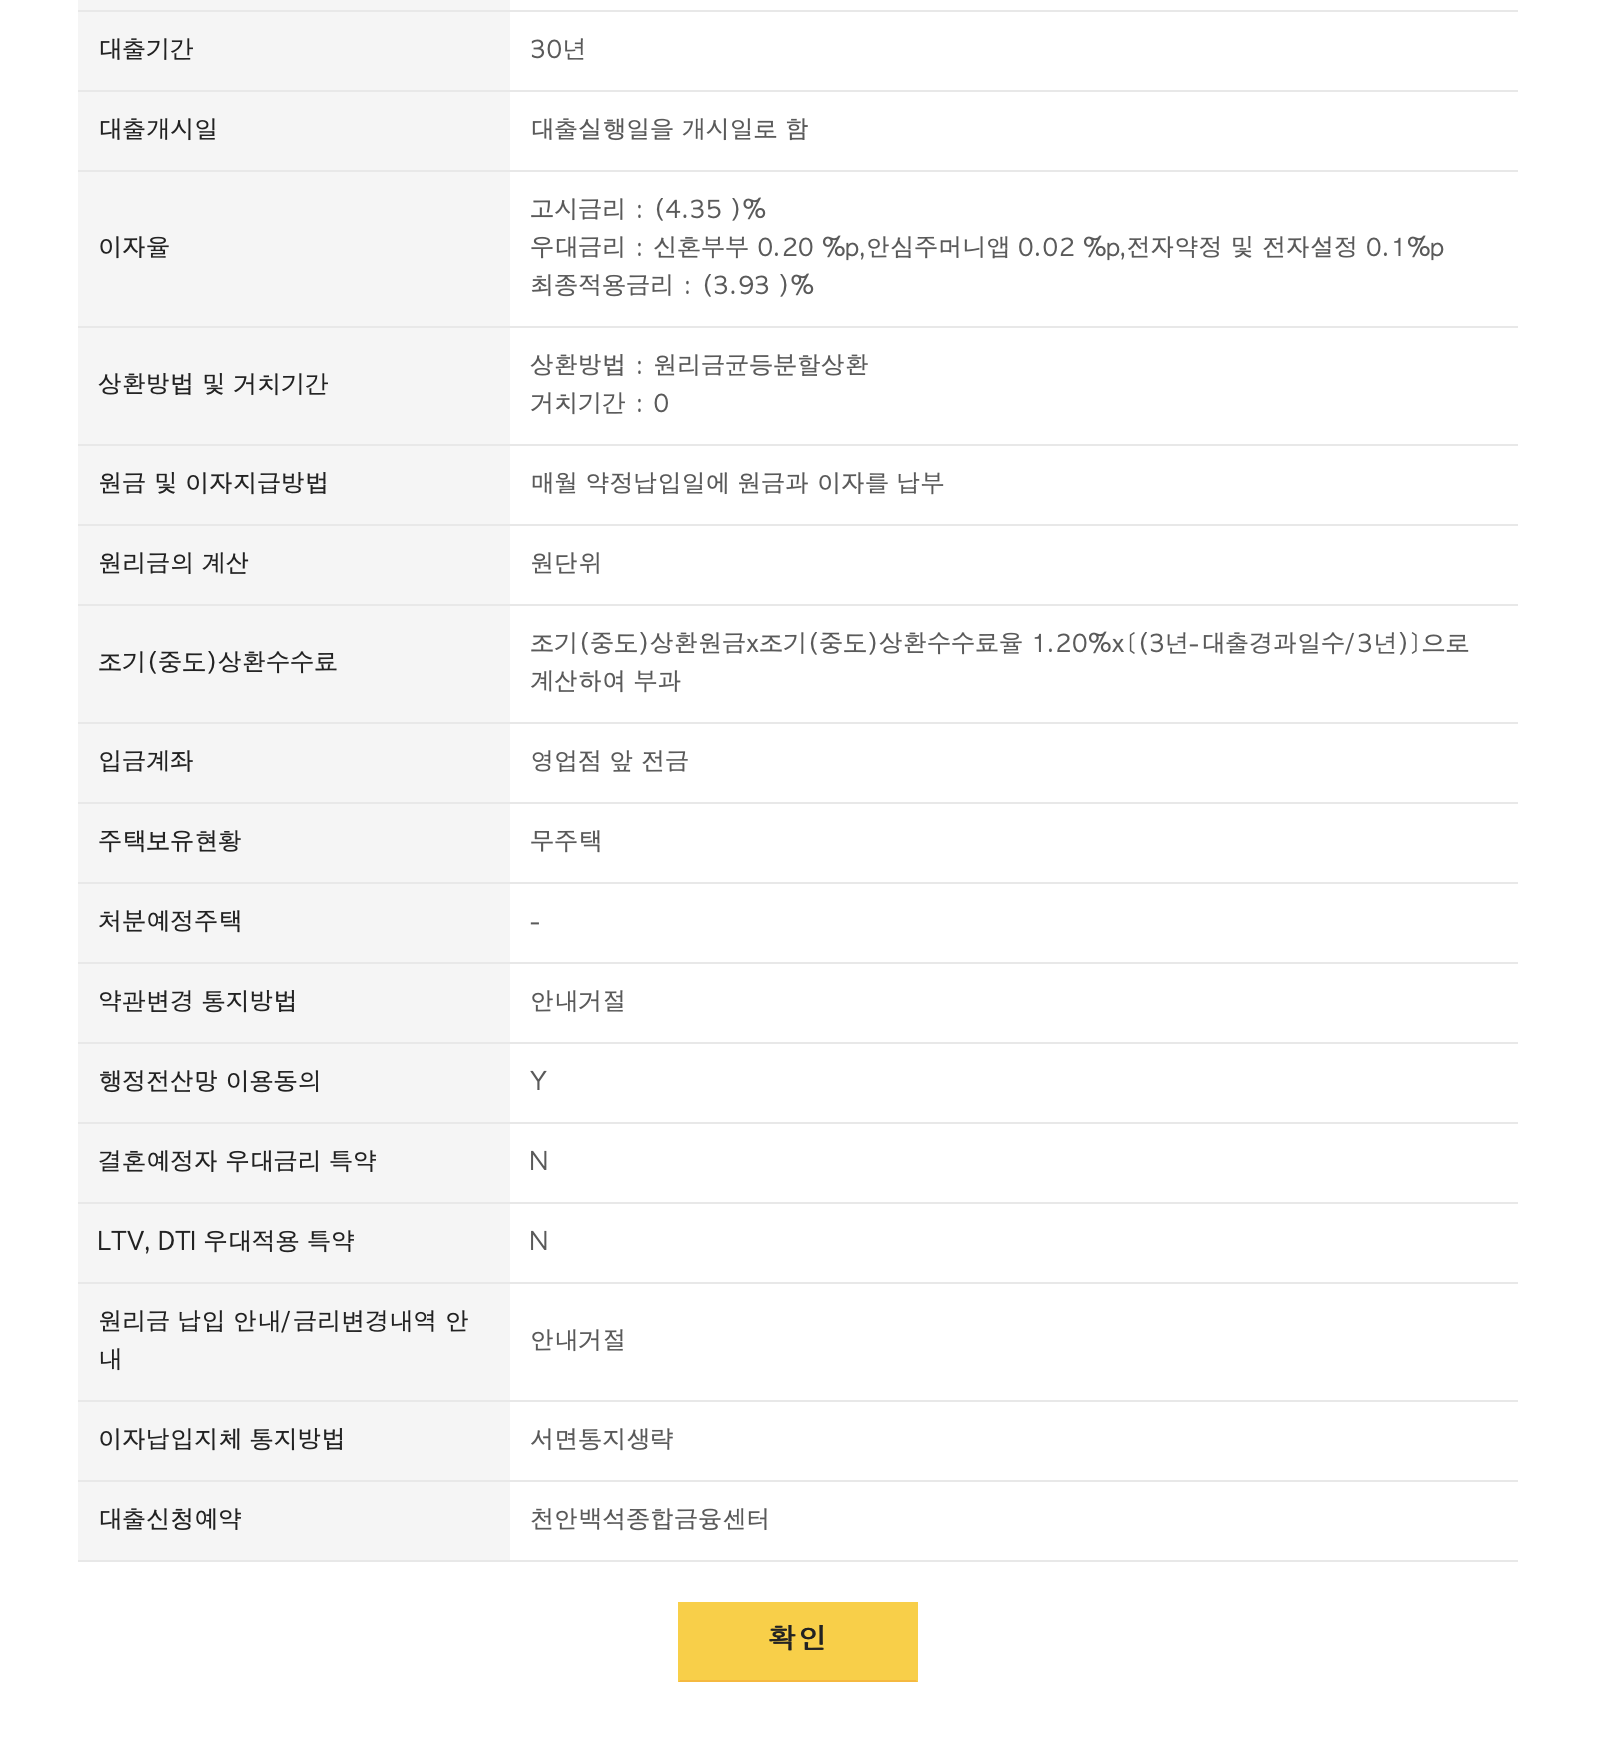 대출기간
30년
대출개시일
대출실행일을 개시일로 함
이자율
고시금리 : (4.35 )%
우대금리 : 신혼부부 0.20 %p,안심주머니앱 0.02 %p,전자약정 및 전자설정 0.1%p
최종적용금리 : (3.93 )%
상환방법 및 거치기간
상환방법 : 원리금균등분할상환
거치기간 : 0
원금 및 이자지급방법
매월 약정납입일에 원금과 이자를 납부
원리금의 계산
원단위
조기(중도)상환수수료
조기(중도)상환원금x조기(중도)상환수수료율 1.20%x〔(3년-대출경과일수/3년)〕으로
계산하여 부과
입금계좌
영업점 앞 전금
주택보유현황
무주택
처분예정주택
-
약관변경 통지방법
안내거절
행정전산망 이용동의
Y
결혼예정자 우대금리 특약
N
LTV, DTI 우대적용 특약
N
원리금 납입 안내/금리변경내역 안
내
안내거절
이자납입지체 통지방법
서면통지생략
대출신청예약
천안백석종합금융센터
확인